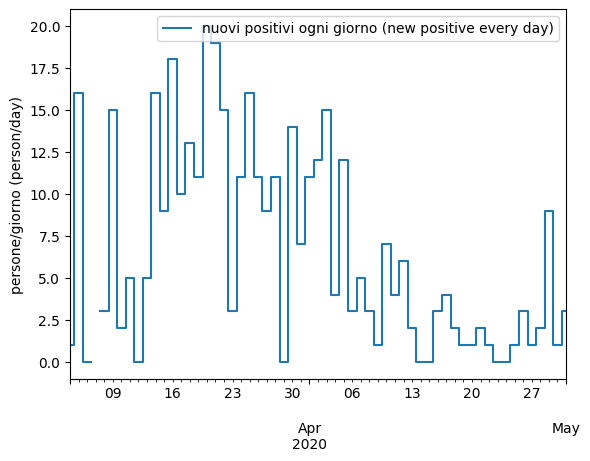 nuovi positivi ogni giorno (new positive every day)
persone/giorno (person/day)
20.0
17.5
15.0
12.5
10.0
7.5
5.0
2.5
0.0
09 16 23 30 06 13 20 27
Apr May
2020